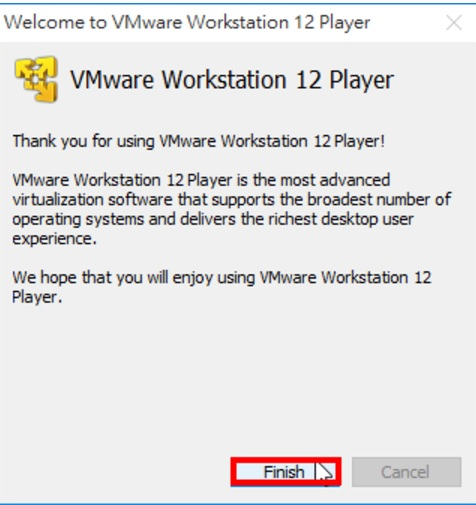 Welcome to VMware Workstation 12 Player
VMware Workstation 12 Player
Thank you for using VMware Workstation 12 Player!
VMware Workstation 12 Player is the most advanced
virtualization software that supports the broadest number of
operating systems and delivers the richest desktop user
experience.
We hope that you will enjoy using VMware Workstation 12
Player.
Finish
Cancel